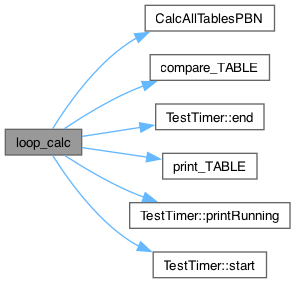 CalcAllTablesPBN
compare_TABLE
TestTimer::end
loop_calc
print_TABLE
TestTimer::printRunning
TestTimer::start